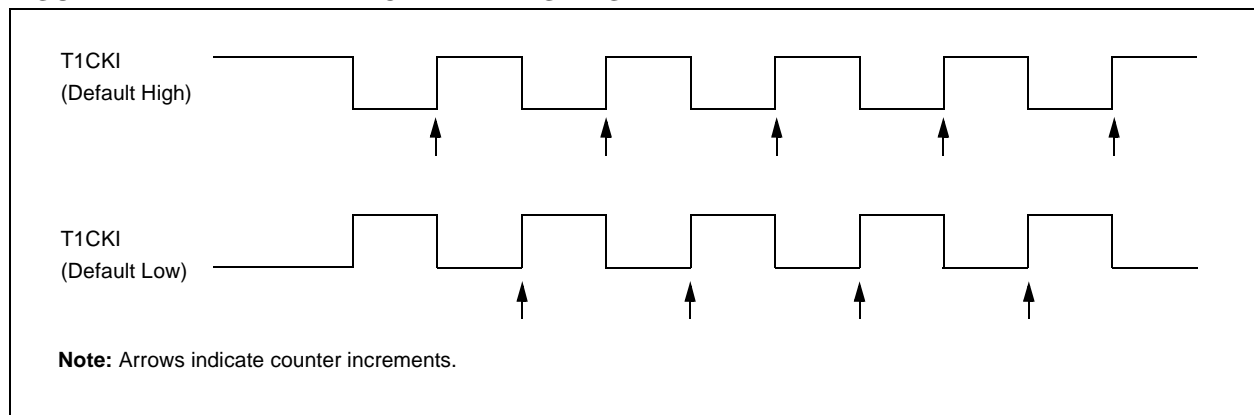 T1CKI
(Default High)
T1CKI
(Default Low)
Note: Arrows indicate counter increments.